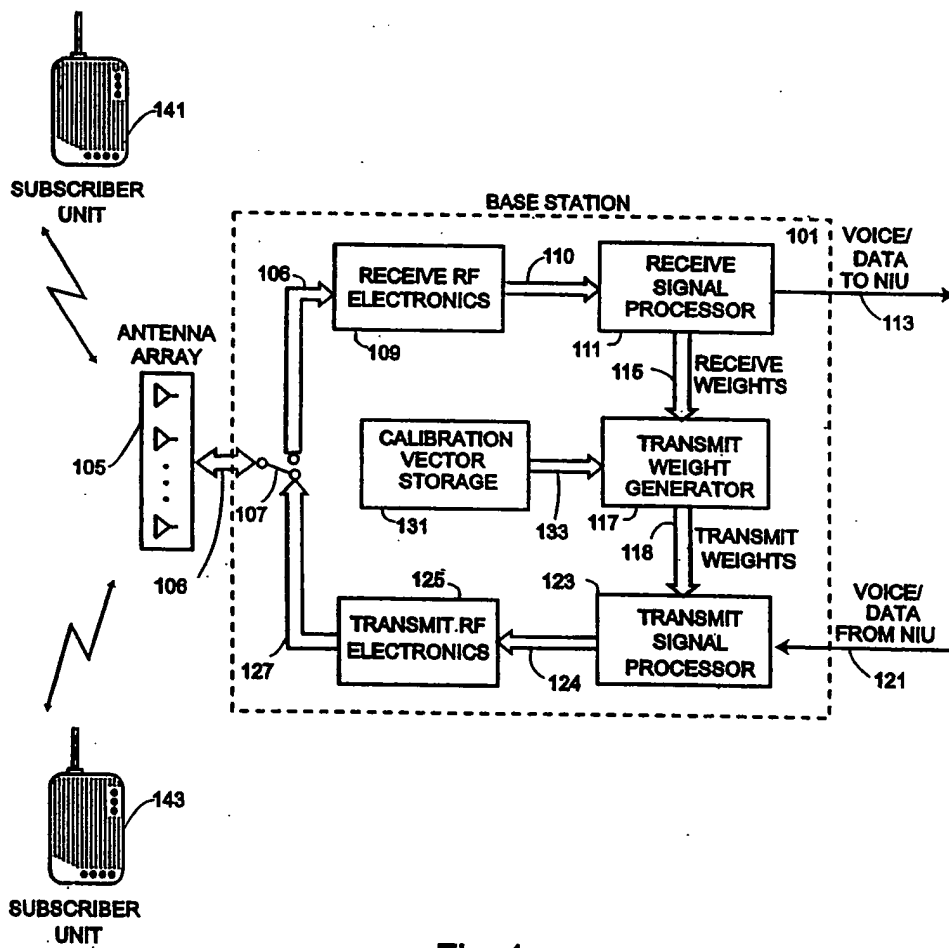 141
SUBSCRIBER
UNIT
BASE STATION
101
VOICE/
DATA
TO NIU
113
106
RECEIVE RF
ELECTRONICS
109
110
RECEIVE
SIGNAL
PROCESSOR
111
115
RECEIVE
WEIGHTS
ANTENNA
ARRAY
105
106
107
CALIBRATION
VECTOR
STORAGE
131
133
TRANSMIT
WEIGHT
GENERATOR
117
118
TRANSMIT
WEIGHTS
123
125
TRANSMIT RF
ELECTRONICS
127
124
TRANSMIT
SIGNAL
PROCESSOR
VOICE/
DATA
FROM NIU
121
143
SUBSCRIBER
UNIT